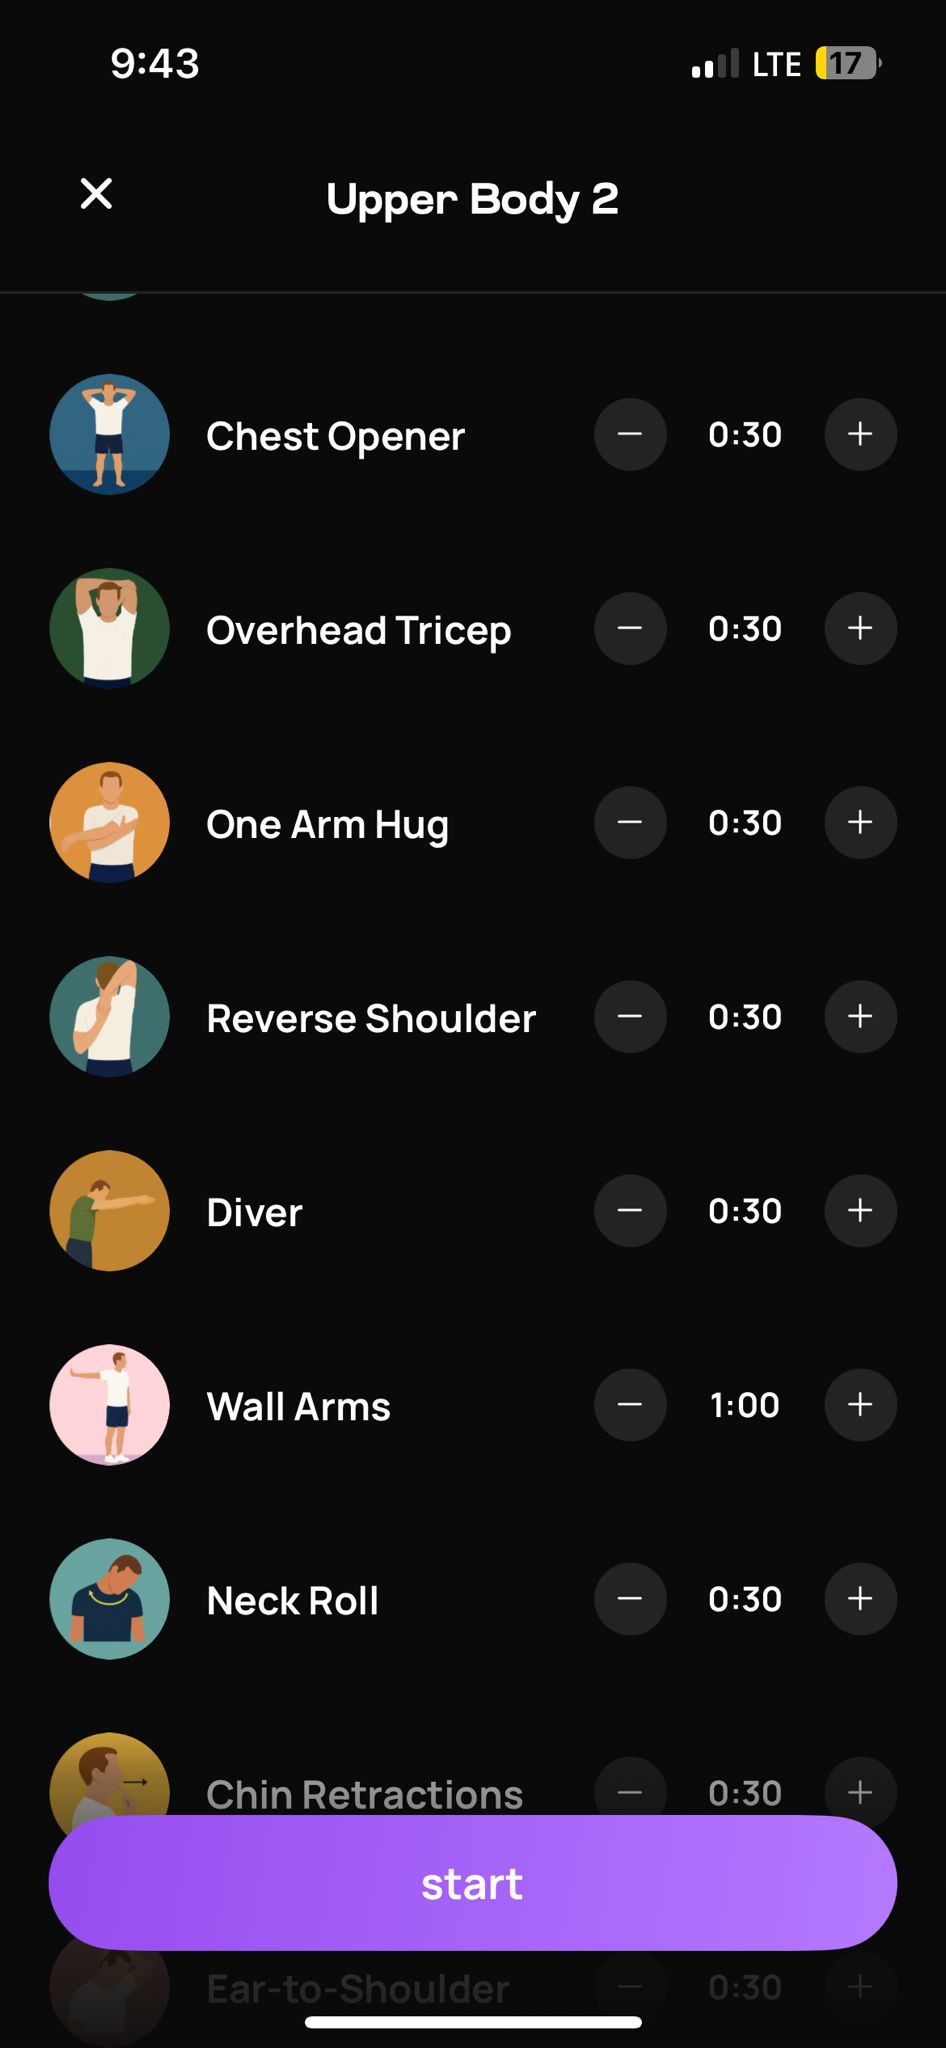 9:43 LTE 17
Upper Body 2
Chest Opener 0:30
Overhead Tricep 0:30
One Arm Hug 0:30
Reverse Shoulder 0:30
Diver 0:30
Wall Arms 1:00
Neck Roll 0:30
Chin Retractions 0:30
start
Ear-to-Shoulder 0:30